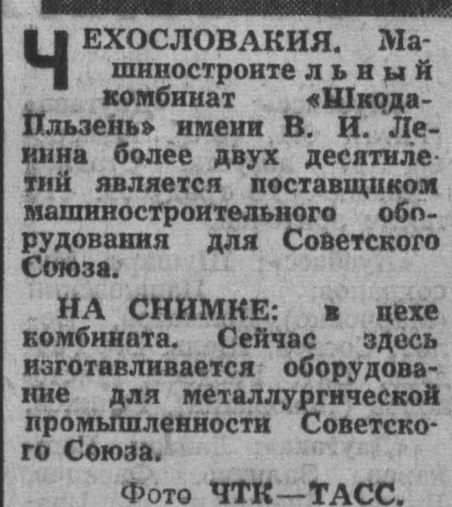 ЧЕХОСЛОВАКИЯ. Ма-
шиностроительный
комбинат «Шкода-
Пльзень» имени В. И. Ле-
нина более двух десятиле-
тий является поставщиком
машиностроительного обо-
рудования для Советского
Союза.
НА СНИМКЕ: в цехе
комбината. Сейчас здесь
изготавливается оборудова-
ние для металлургической
промышленности Советско-
го Союза.
Фото ЧТК—ТАСС.